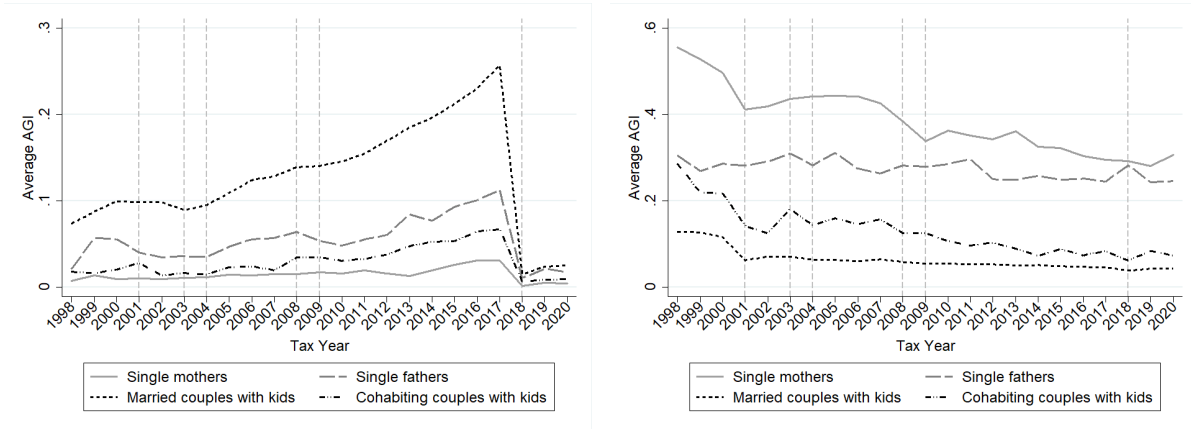 .3
.2
.1
0
Average AGI
1998 1999 2000 2001 2002 2003 2004 2005 2006 2007 2008 2009 2010 2011 2012 2013 2014 2015 2016 2017 2018 2019 2020
Tax Year
Single mothers Single fathers
Married couples with kids Cohabiting couples with kids
.6
.4
.2
0
Average AGI
1998 1999 2000 2001 2002 2003 2004 2005 2006 2007 2008 2009 2010 2011 2012 2013 2014 2015 2016 2017 2018 2019 2020
Tax Year
Single mothers Single fathers
Married couples with kids Cohabiting couples with kids